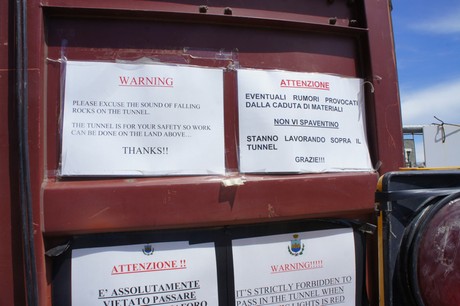 WARNING
PLEASE EXCUSE THE SOUND OF FALLING
ROCKS ON THE TUNNEL.
THE TUNNEL IS FOR YOUR SAFETY SO WORK
CAN BE DONE ON THE LAND ABOVE....
THANKS!!
ATTENZIONE
EVENTUALI RUMORI PROVOCATI
DALLA CADUTA DI MATERIALI
NON VI SPAVENTINO
STANNO LAVORANDO SOPRA IL
TUNNEL
GRAZIE!!!
ATTENZIONE !!
E' ASSOLUTAMENTE
VIETATO PASSARE
WARNING!!!!!
IT'S STRICTLY FORBIDDEN TO
PASS IN THE TUNNEL WHEN
LIGHTS IS RED